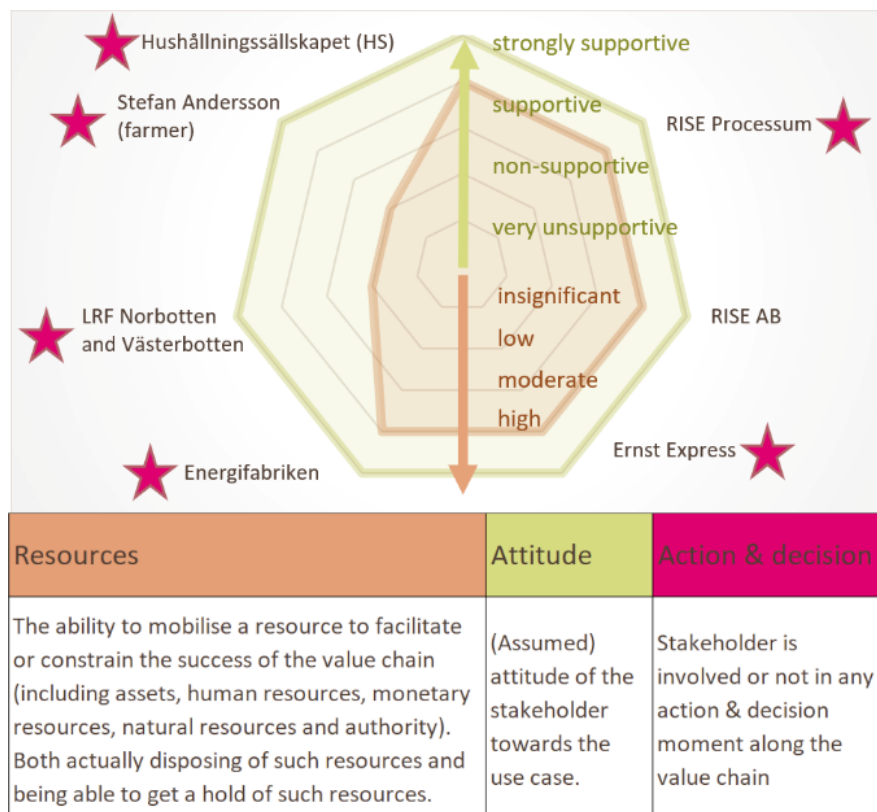 Hushållningssällskapet (HS)
strongly supportive
Stefan Andersson
(farmer)
supportive
RISE Processum
non-supportive
very unsupportive
insignificant
LRF Norbotten
and Västerbotten
RISE AB
low
moderate
high
Ernst Express
Energifabriken
Resources
Attitude
Action & decision
The ability to mobilise a resource to facilitate
or constrain the success of the value chain
(including assets, human resources, monetary
resources, natural resources and authority).
Both actually disposing of such resources and
being able to get a hold of such resources.
(Assumed)
attitude of the
stakeholder
towards the
use case.
Stakeholder is
involved or not in any
action & decision
moment along the
value chain